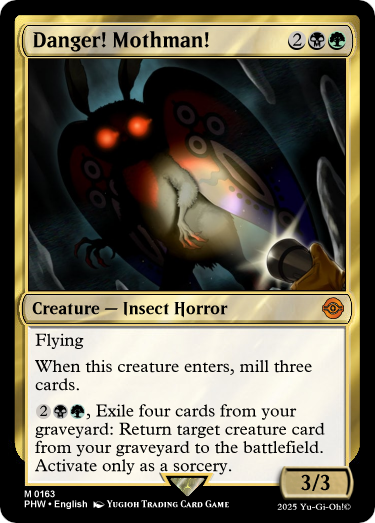 Danger! Mothman! 2
Creature — Insect Horror
Flying
When this creature enters, mill three
cards.
2, Exile four cards from your
graveyard: Return target creature card
from your graveyard to the battlefield.
Activate only as a sorcery.
3/3
M 0163
PHW • English YUGIOH TRADING CARD GAME
2025 Yu-Gi-Oh!©